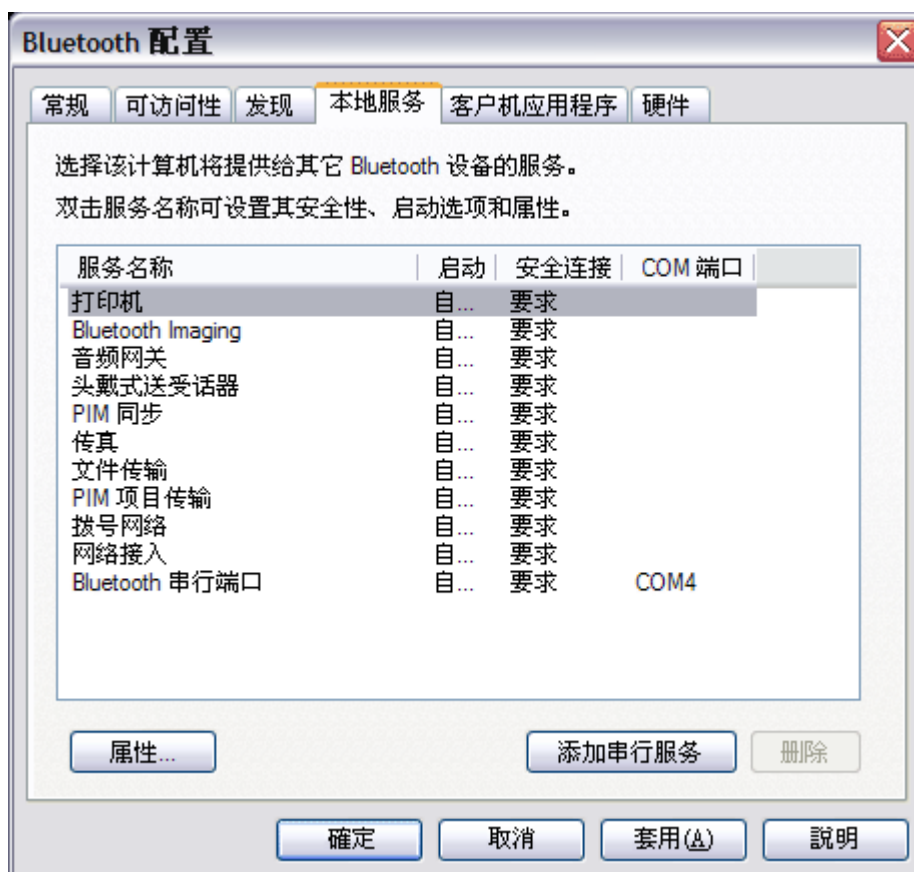 Bluetooth 配置
常规 可访问性 发现 本地服务 客户机应用程序 硬件
选择该计算机将提供给其它 Bluetooth 设备的服务。
双击服务名称可设置其安全性、启动选项和属性。
服务名称 启动 安全连接 COM 端口
打印机 自... 要求
Bluetooth Imaging 自... 要求
音频网关 自... 要求
头戴式送受话器 自... 要求
PIM 同步 自... 要求
传真 自... 要求
文件传输 自... 要求
PIM 项目传输 自... 要求
拨号网络 自... 要求
网络接入 自... 要求
Bluetooth 串行端口 自... 要求 COM4
属性... 添加串行服务 删除
確定 取消 套用(A) 說明